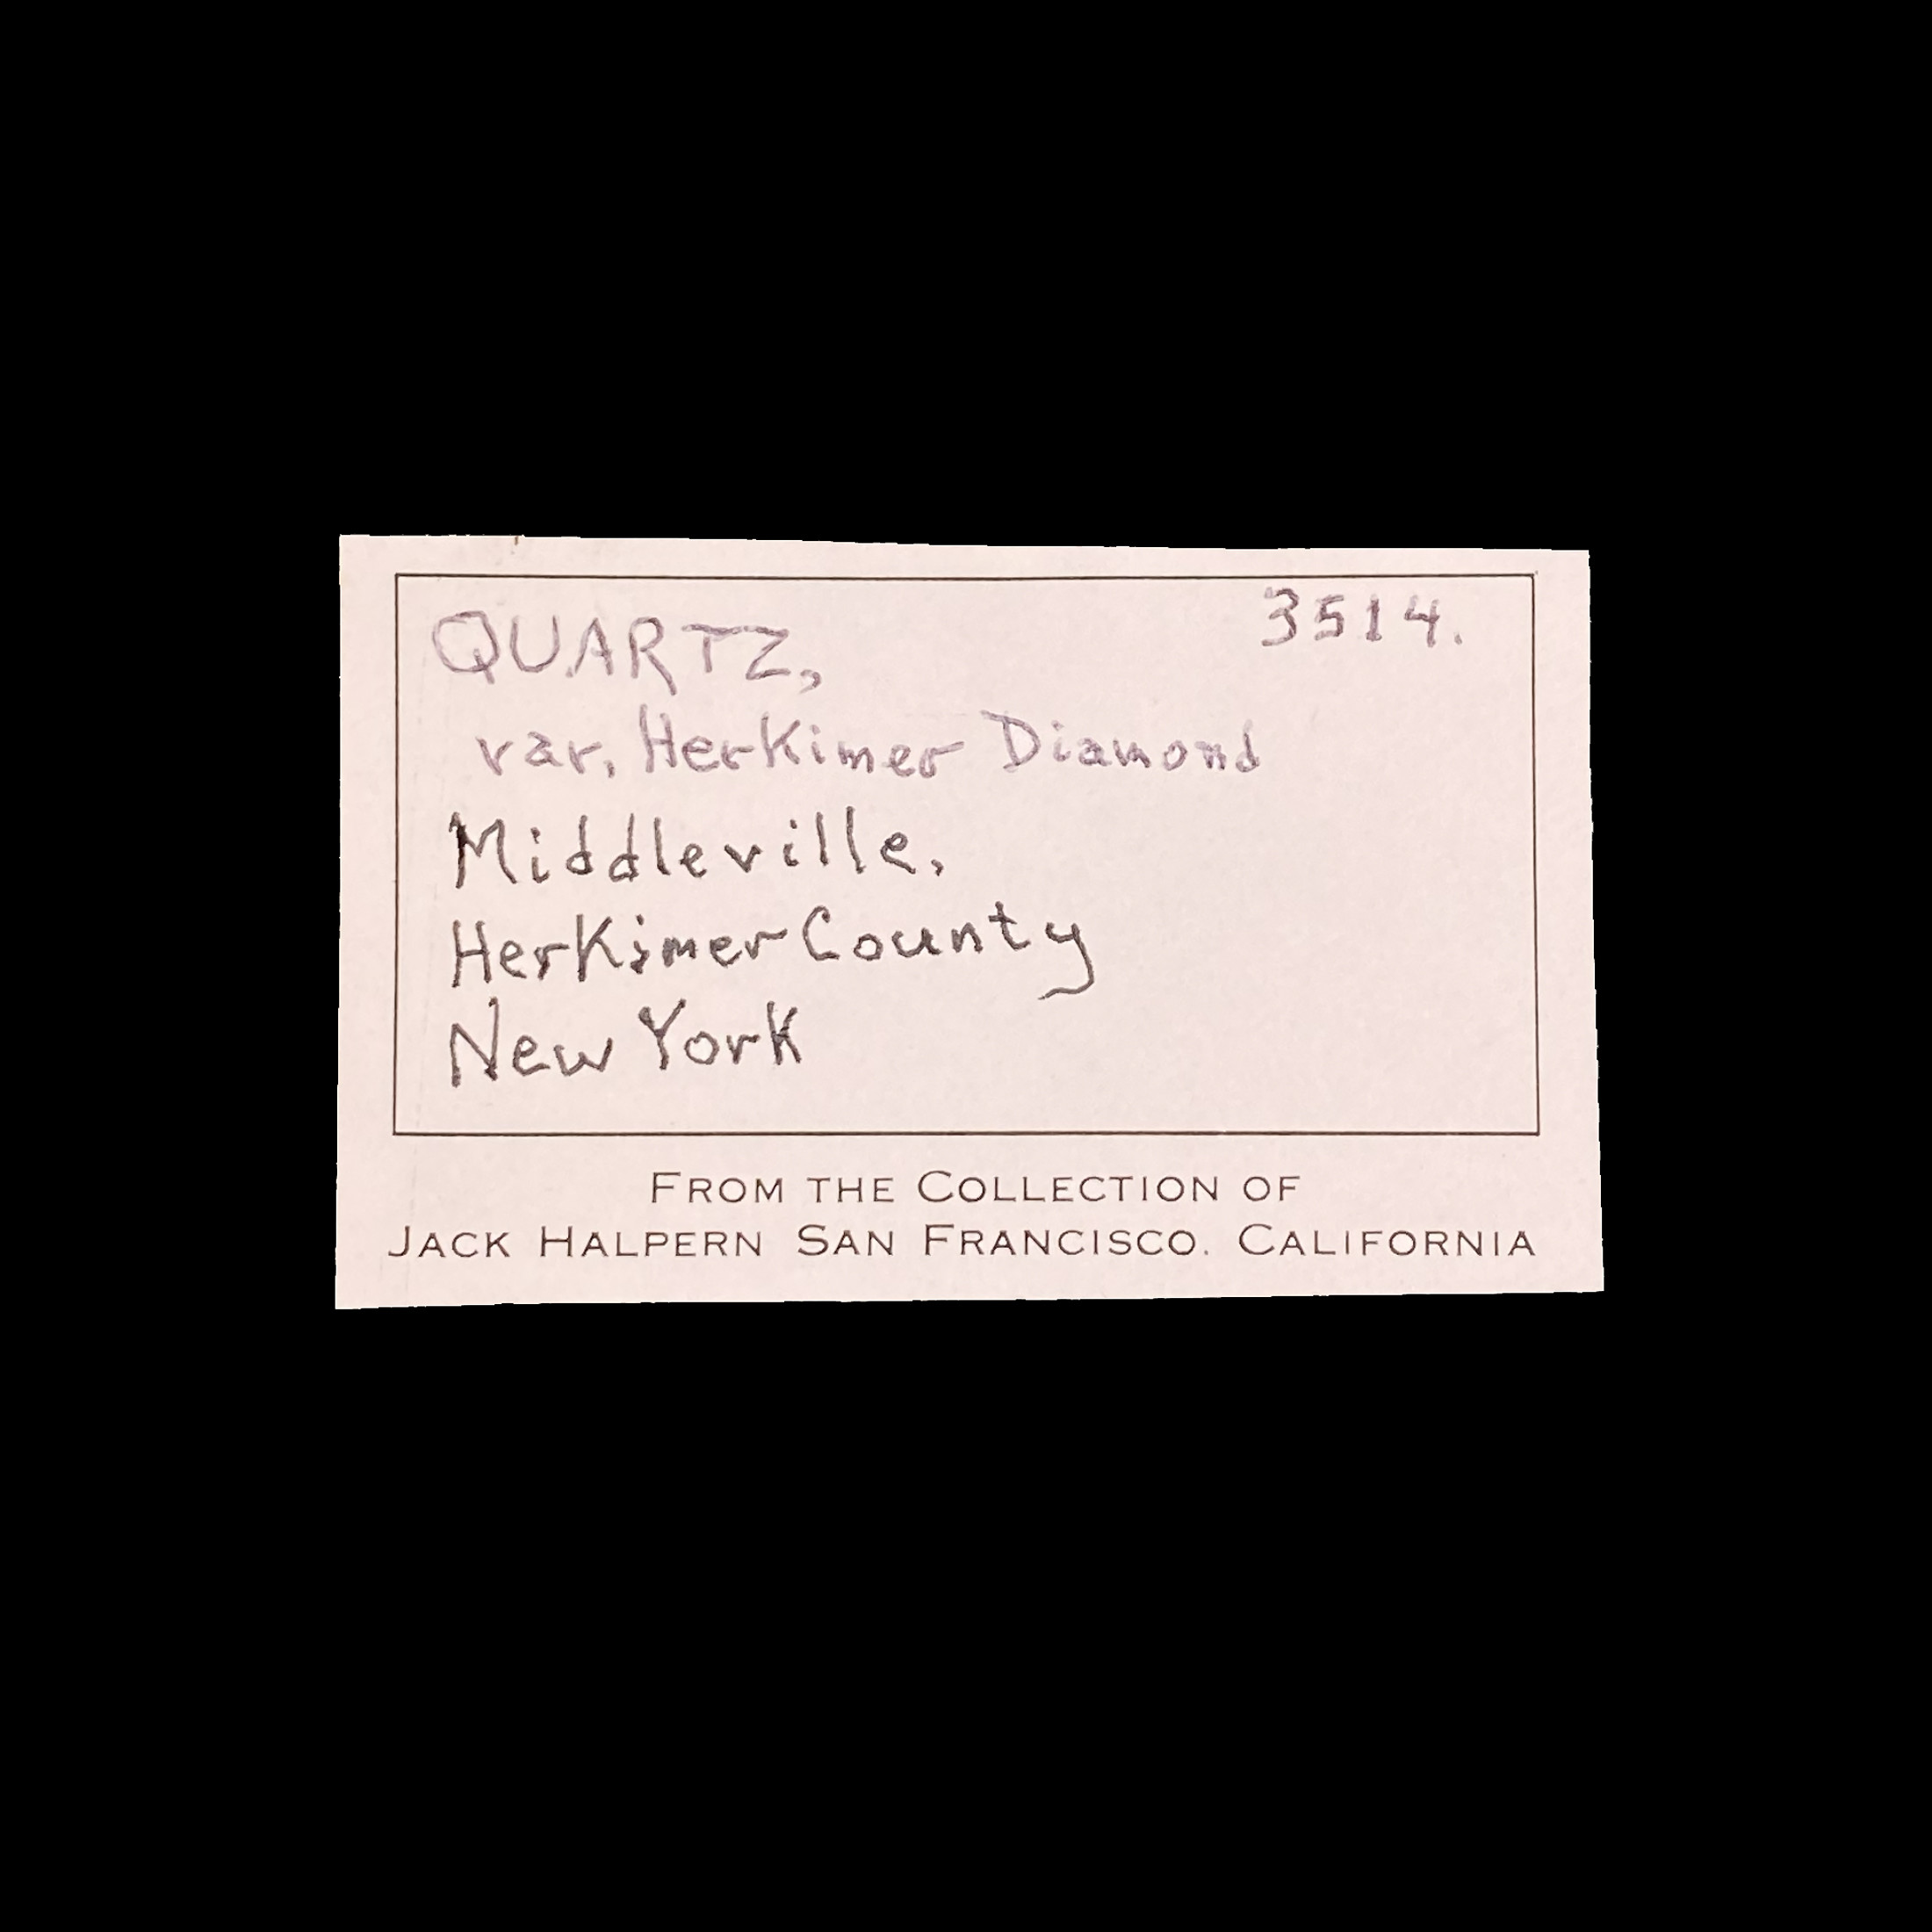 QUARTZ, 3514.
var. Herkimer Diamond
Middleville,
Herkimer County
New York
FROM THE COLLECTION OF
JACK HALPERN SAN FRANCISCO. CALIFORNIA